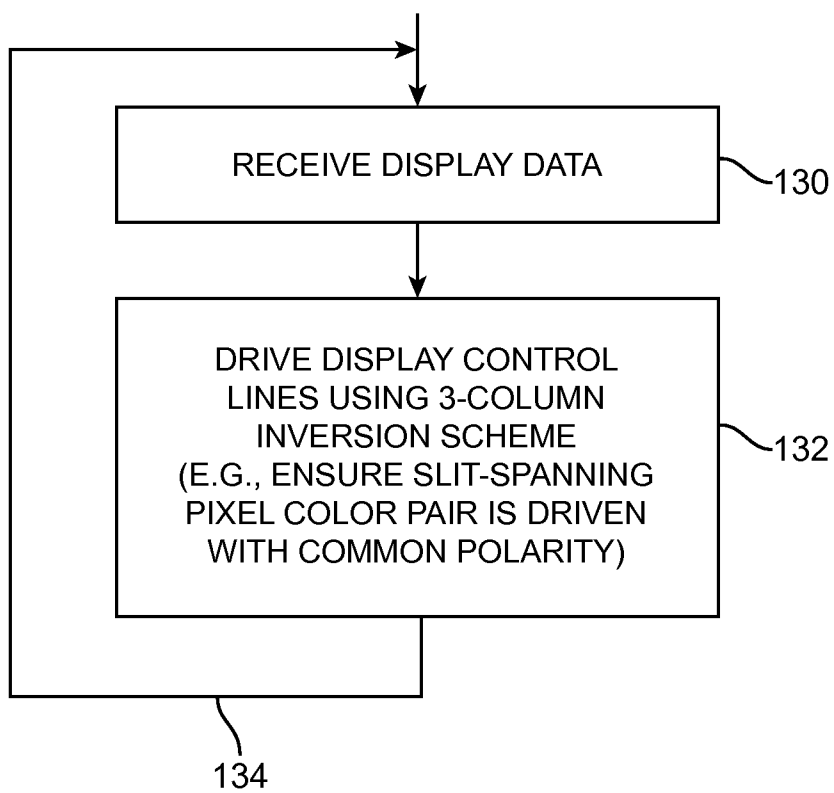 RECEIVE DISPLAY DATA
130
DRIVE DISPLAY CONTROL
LINES USING 3-COLUMN
INVERSION SCHEME
(E.G., ENSURE SLIT-SPANNING
PIXEL COLOR PAIR IS DRIVEN
WITH COMMON POLARITY)
132
134